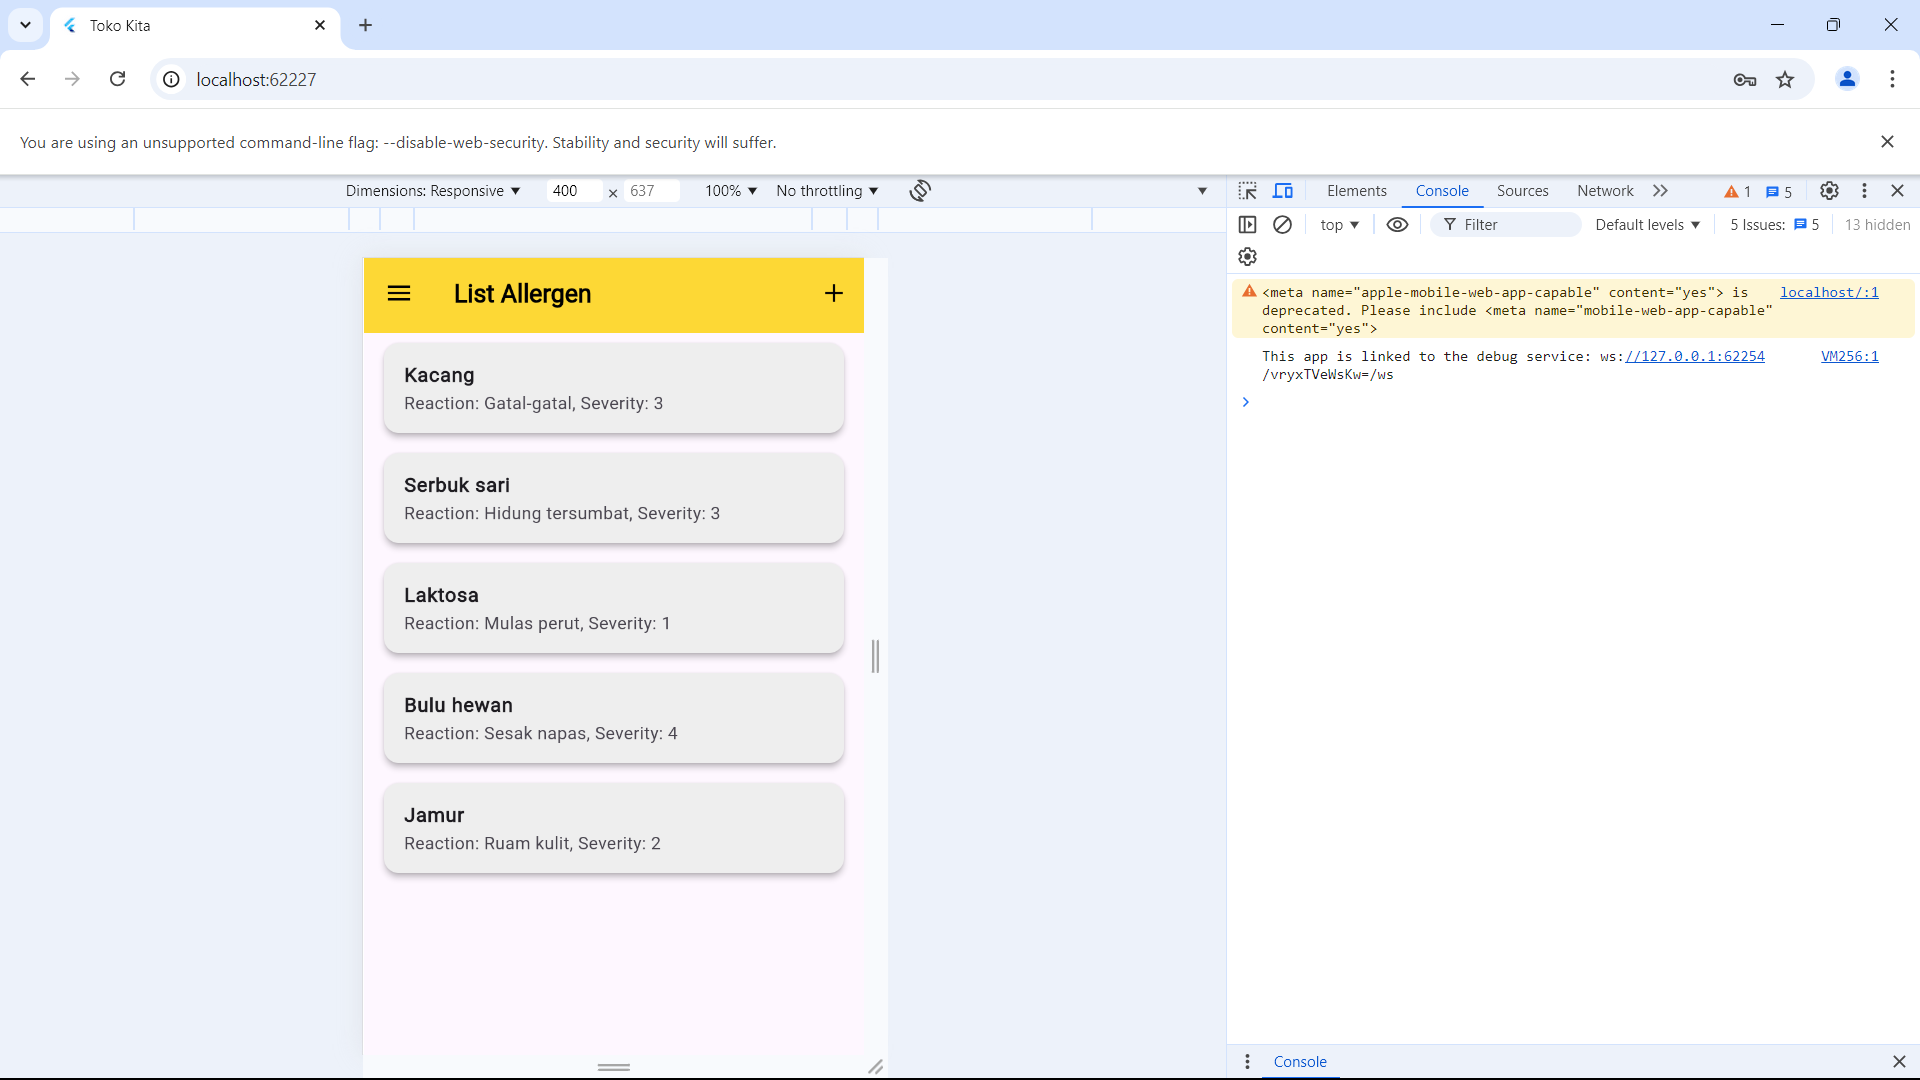 Toko Kita
localhost:62227
You are using an unsupported command-line flag: --disable-web-security. Stability and security will suffer.
Dimensions: Responsive 400 × 637 100% No throttling
Elements Console Sources Network 1 5
top Filter Default levels 5 Issues: 5 13 hidden
List Allergen
Kacang
Reaction: Gatal-gatal, Severity: 3
Serbuk sari
Reaction: Hidung tersumbat, Severity: 3
Laktosa
Reaction: Mulas perut, Severity: 1
Bulu hewan
Reaction: Sesak napas, Severity: 4
Jamur
Reaction: Ruam kulit, Severity: 2
<meta name="apple-mobile-web-app-capable" content="yes"> is localhost/:1
deprecated. Please include <meta name="mobile-web-app-capable"
content="yes">
This app is linked to the debug service: ws://127.0.0.1:62254 VM256:1
/vryxTVeWsKw=/ws
Console